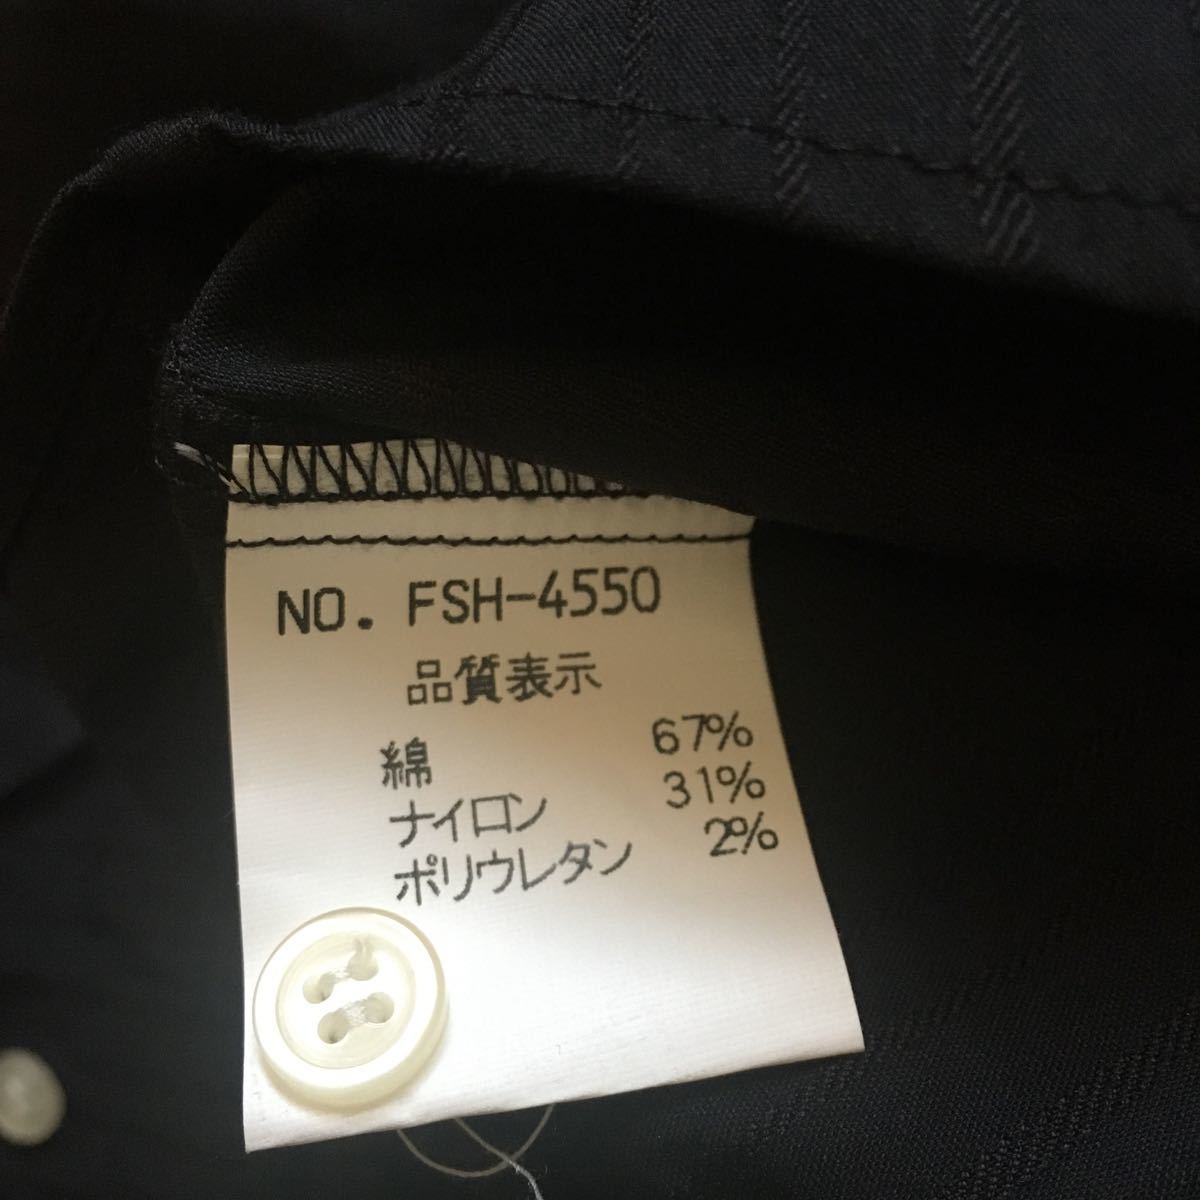 NO. FSH-4550
品質表示
綿 67%
ナイロン 31%
ポリウレタン 2%